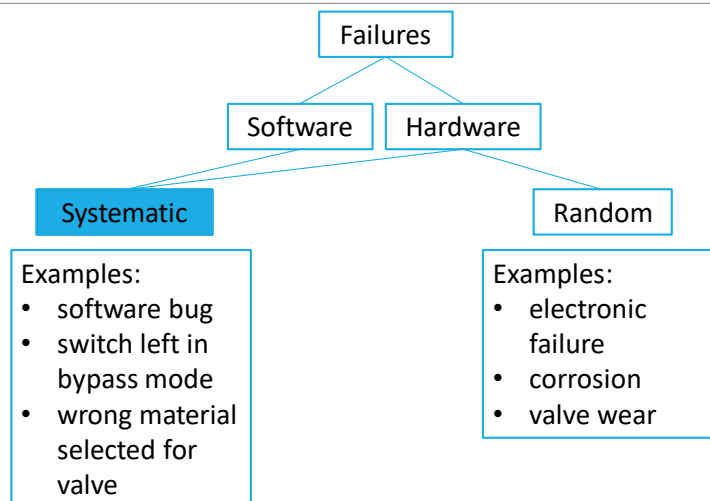 Failures
Software
Hardware
Systematic
Random
Examples:
• software bug
• switch left in
bypass mode
• wrong material
selected for
valve
Examples:
• electronic
failure
• corrosion
• valve wear